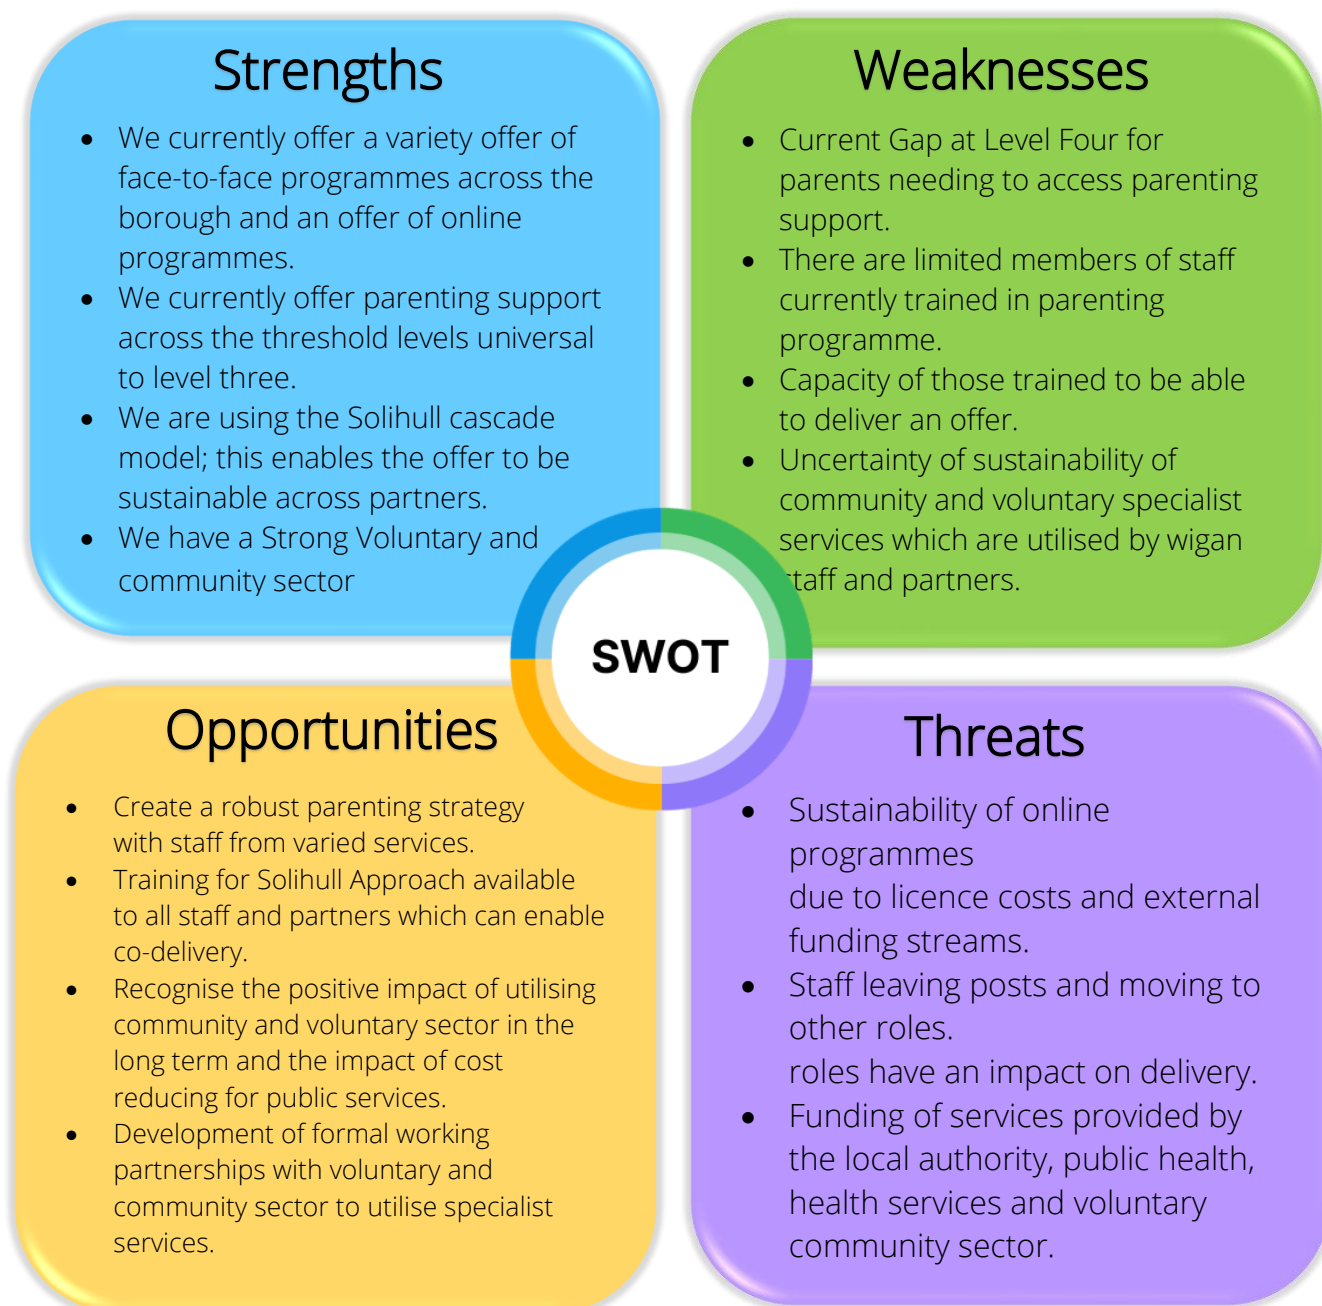 Strengths
• We currently offer a variety offer of
face-to-face programmes across the
borough and an offer of online
programmes.
• We currently offer parenting support
across the threshold levels universal
to level three.
• We are using the Solihull cascade
model; this enables the offer to be
sustainable across partners.
• We have a Strong Voluntary and
community sector
Weaknesses
• Current Gap at Level Four for
parents needing to access parenting
support.
• There are limited members of staff
currently trained in parenting
programme.
• Capacity of those trained to be able
to deliver an offer.
• Uncertainty of sustainability of
community and voluntary specialist
services which are utilised by wigan
staff and partners.
SWOT
Opportunities
• Create a robust parenting strategy
with staff from varied services.
• Training for Solihull Approach available
to all staff and partners which can enable
co-delivery.
• Recognise the positive impact of utilising
community and voluntary sector in the
long term and the impact of cost
reducing for public services.
• Development of formal working
partnerships with voluntary and
community sector to utilise specialist
services.
Threats
• Sustainability of online
programmes
due to licence costs and external
funding streams.
• Staff leaving posts and moving to
other roles.
roles have an impact on delivery.
• Funding of services provided by
the local authority, public health,
health services and voluntary
community sector.